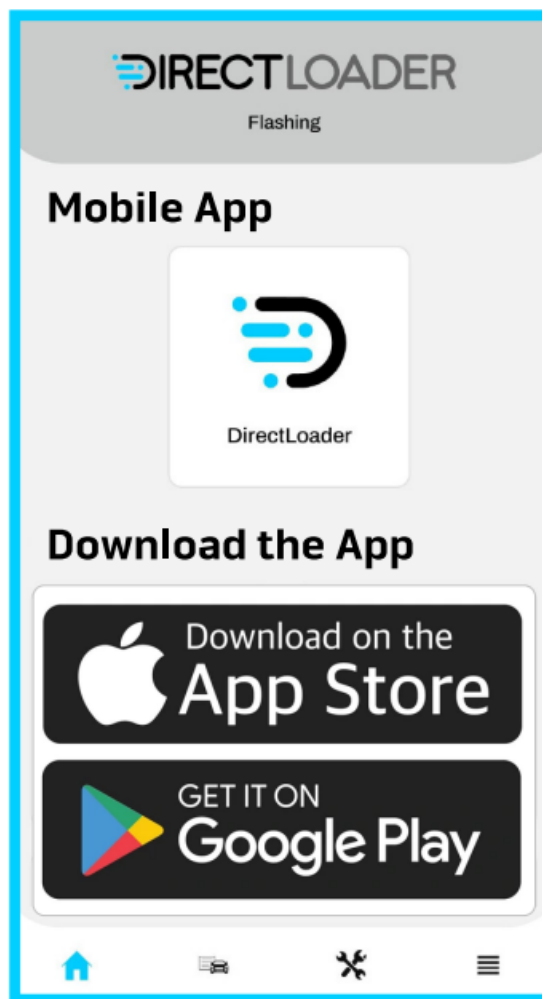 DIRECTLOADER
Flashing
Mobile App
DirectLoader
Download the App
Download on the
App Store
GET IT ON
Google Play